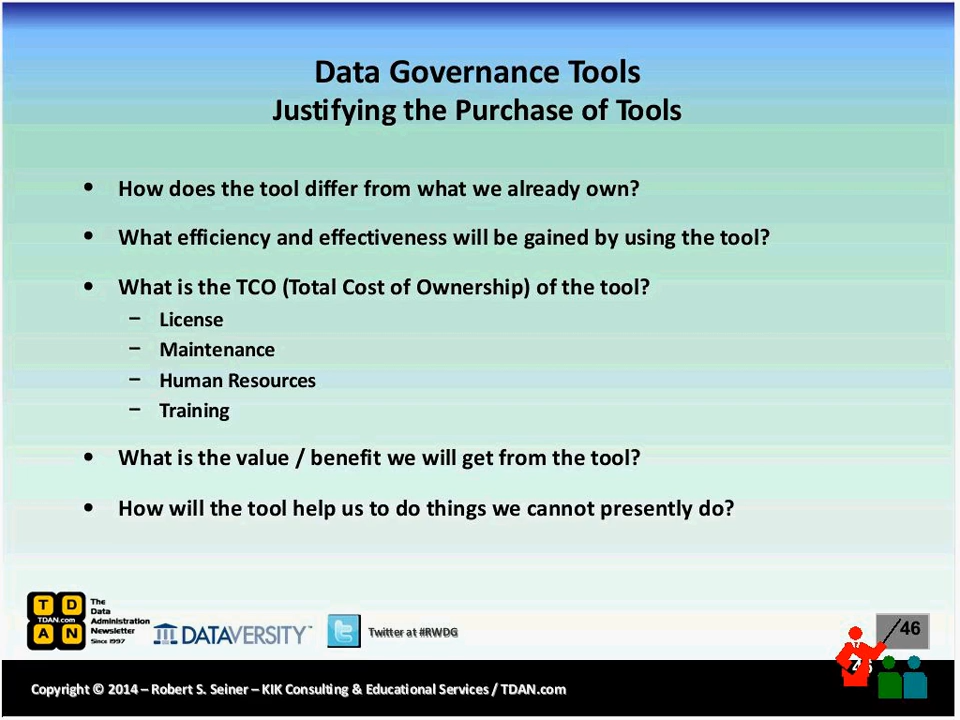 Data Governance Tools
Justifying the Purchase of Tools
• How does the tool differ from what we already own?
• What efficiency and effectiveness will be gained by using the tool?
• What is the TCO (Total Cost of Ownership) of the tool?
– License
– Maintenance
– Human Resources
– Training
• What is the value / benefit we will get from the tool?
• How will the tool help us to do things we cannot presently do?
T D
TDAN.com
A N
The
Data
Administration
Newsletter
Since 1997
DATAVERSITY™
Twitter at #RWDG
46
Copyright © 2014 – Robert S. Seiner – KIK Consulting & Educational Services / TDAN.com